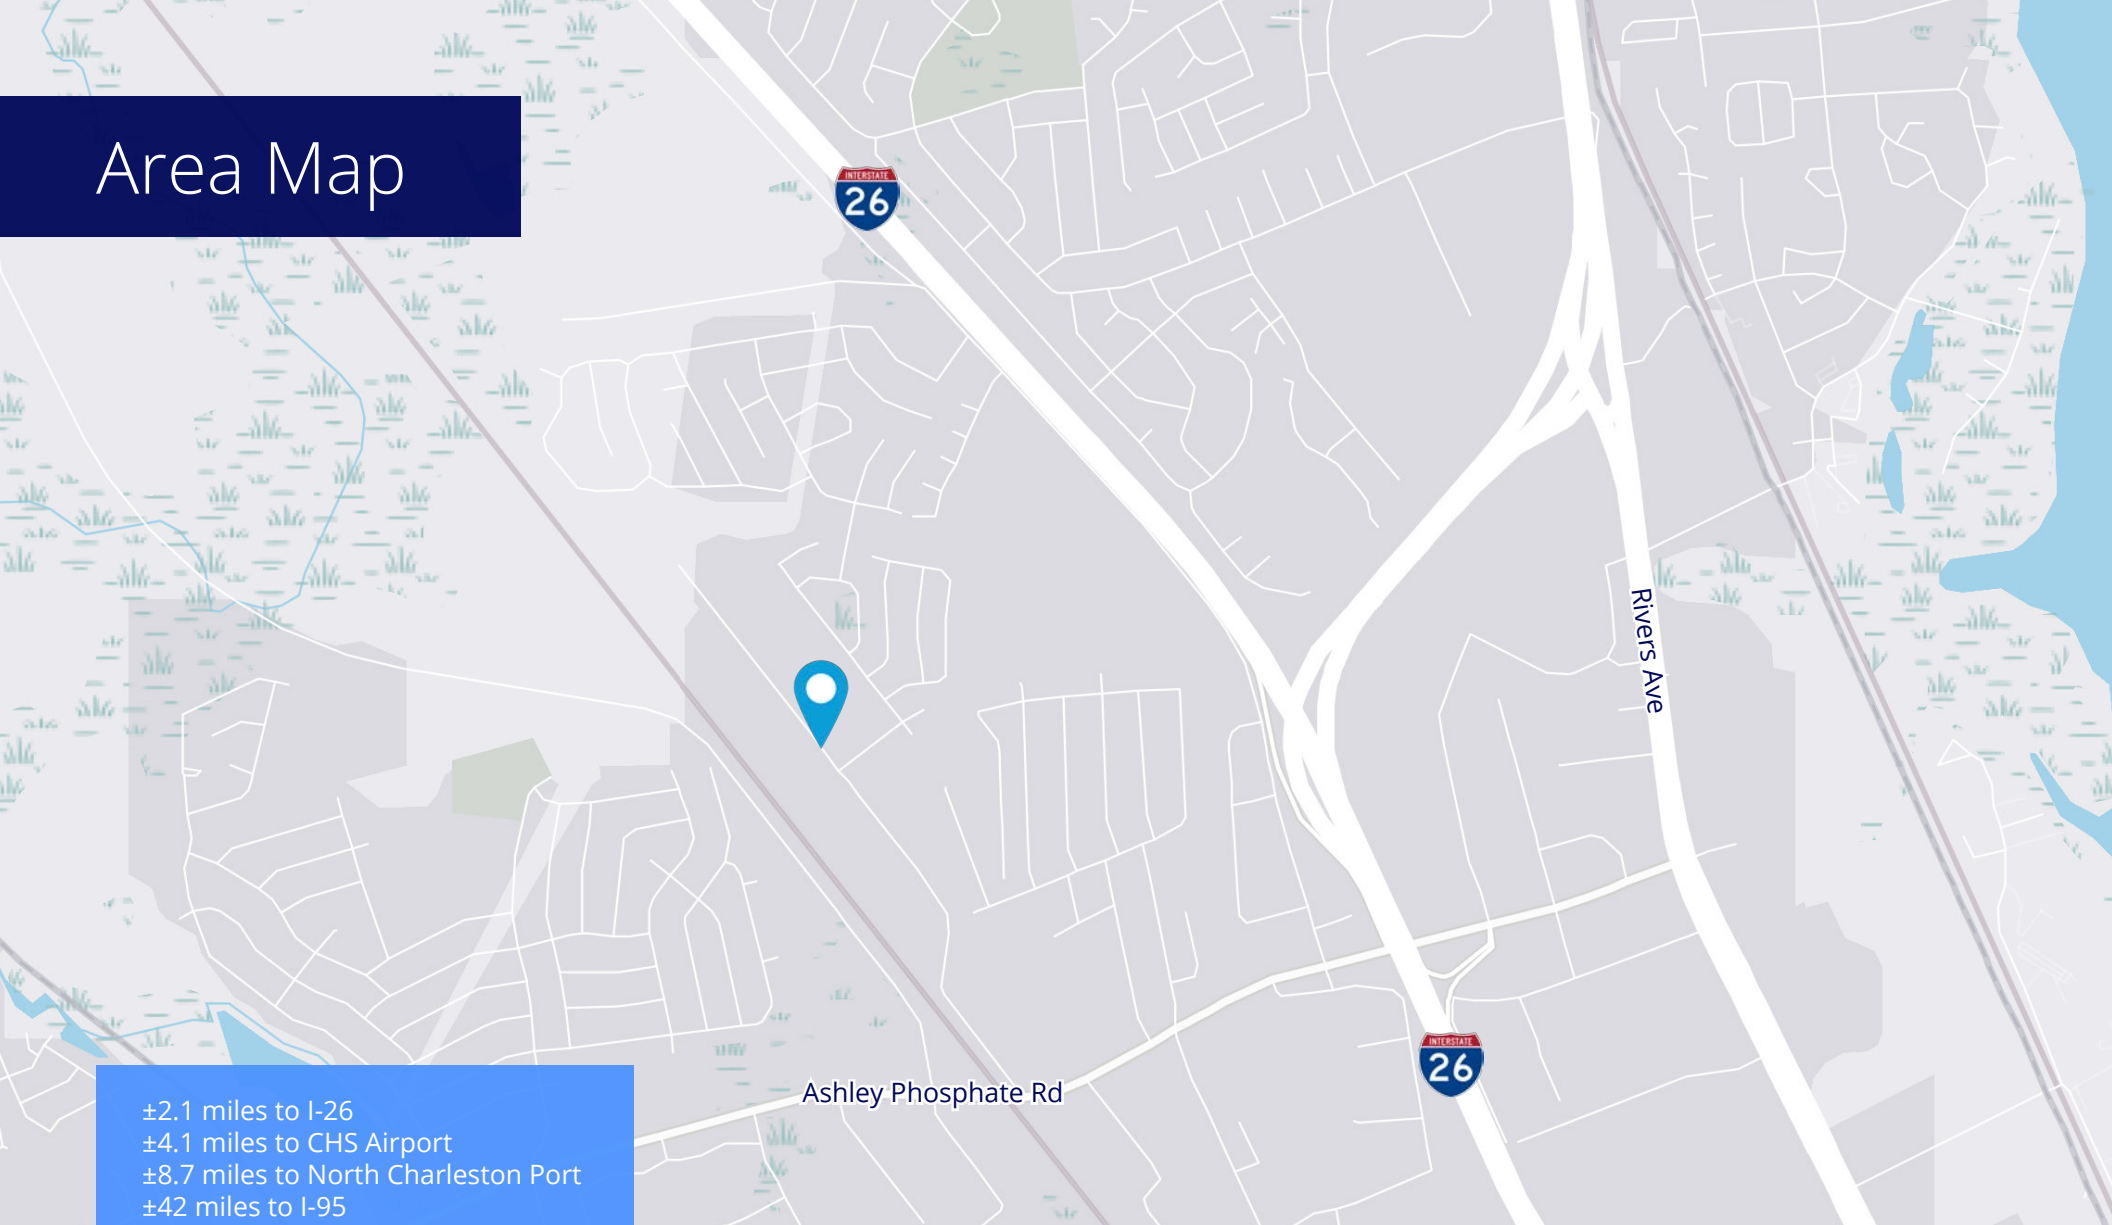 Area Map
INTERSTATE
26
Rivers Ave
INTERSTATE
26
Ashley Phosphate Rd
±2.1 miles to I-26
±4.1 miles to CHS Airport
±8.7 miles to North Charleston Port
±42 miles to I-95